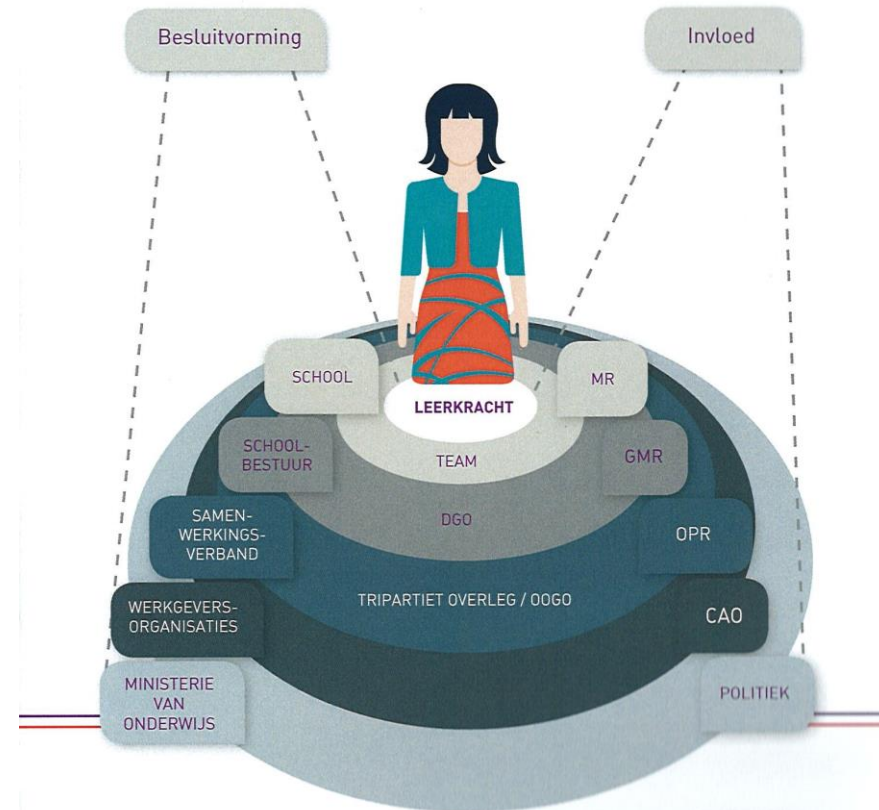 Besluitvorming
Invloed
SCHOOL
MR
LEERKRACHT
SCHOOL-
BESTUUR
TEAM
GMR
DGO
SAMEN-
WERKINGS-
VERBAND
OPR
TRIPARTIET OVERLEG / OOGO
WERKGEVERS-
ORGANISATIES
CAO
MINISTERIE
VAN
ONDERWIJS
POLITIEK